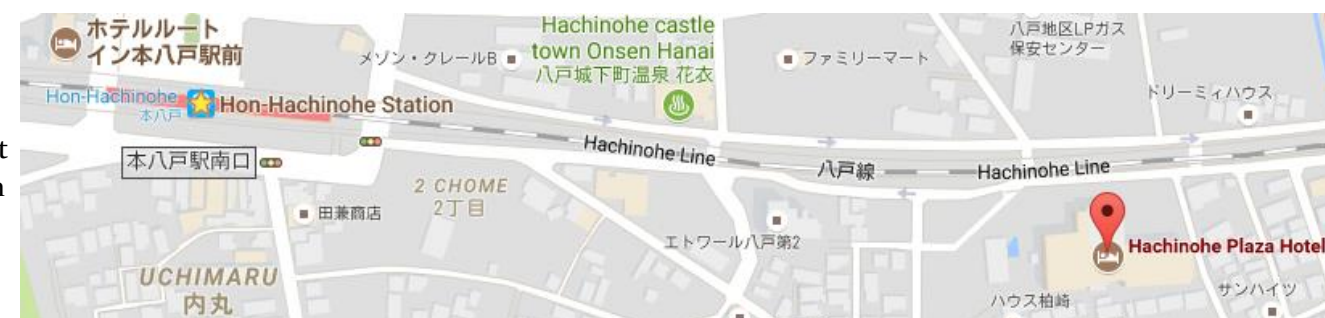 ホテルルート
イン本八戸駅前
Hon-Hachinohe
本八戸
Hon-Hachinohe Station
メゾン・クレールB
Hachinohe castle
town Onsen Hanai
八戸城下町温泉 花衣
ファミリーマート
八戸地区LPガス
保安センター
ドリーミィハウス
t
本八戸駅南口
Hachinohe Line
八戸線
Hachinohe Line
2 CHOME
2丁目
田兼商店
エトワール八戸第2
Hachinohe Plaza Hotel
UCHIMARU
内丸
ハウス柏崎
サンハイツ